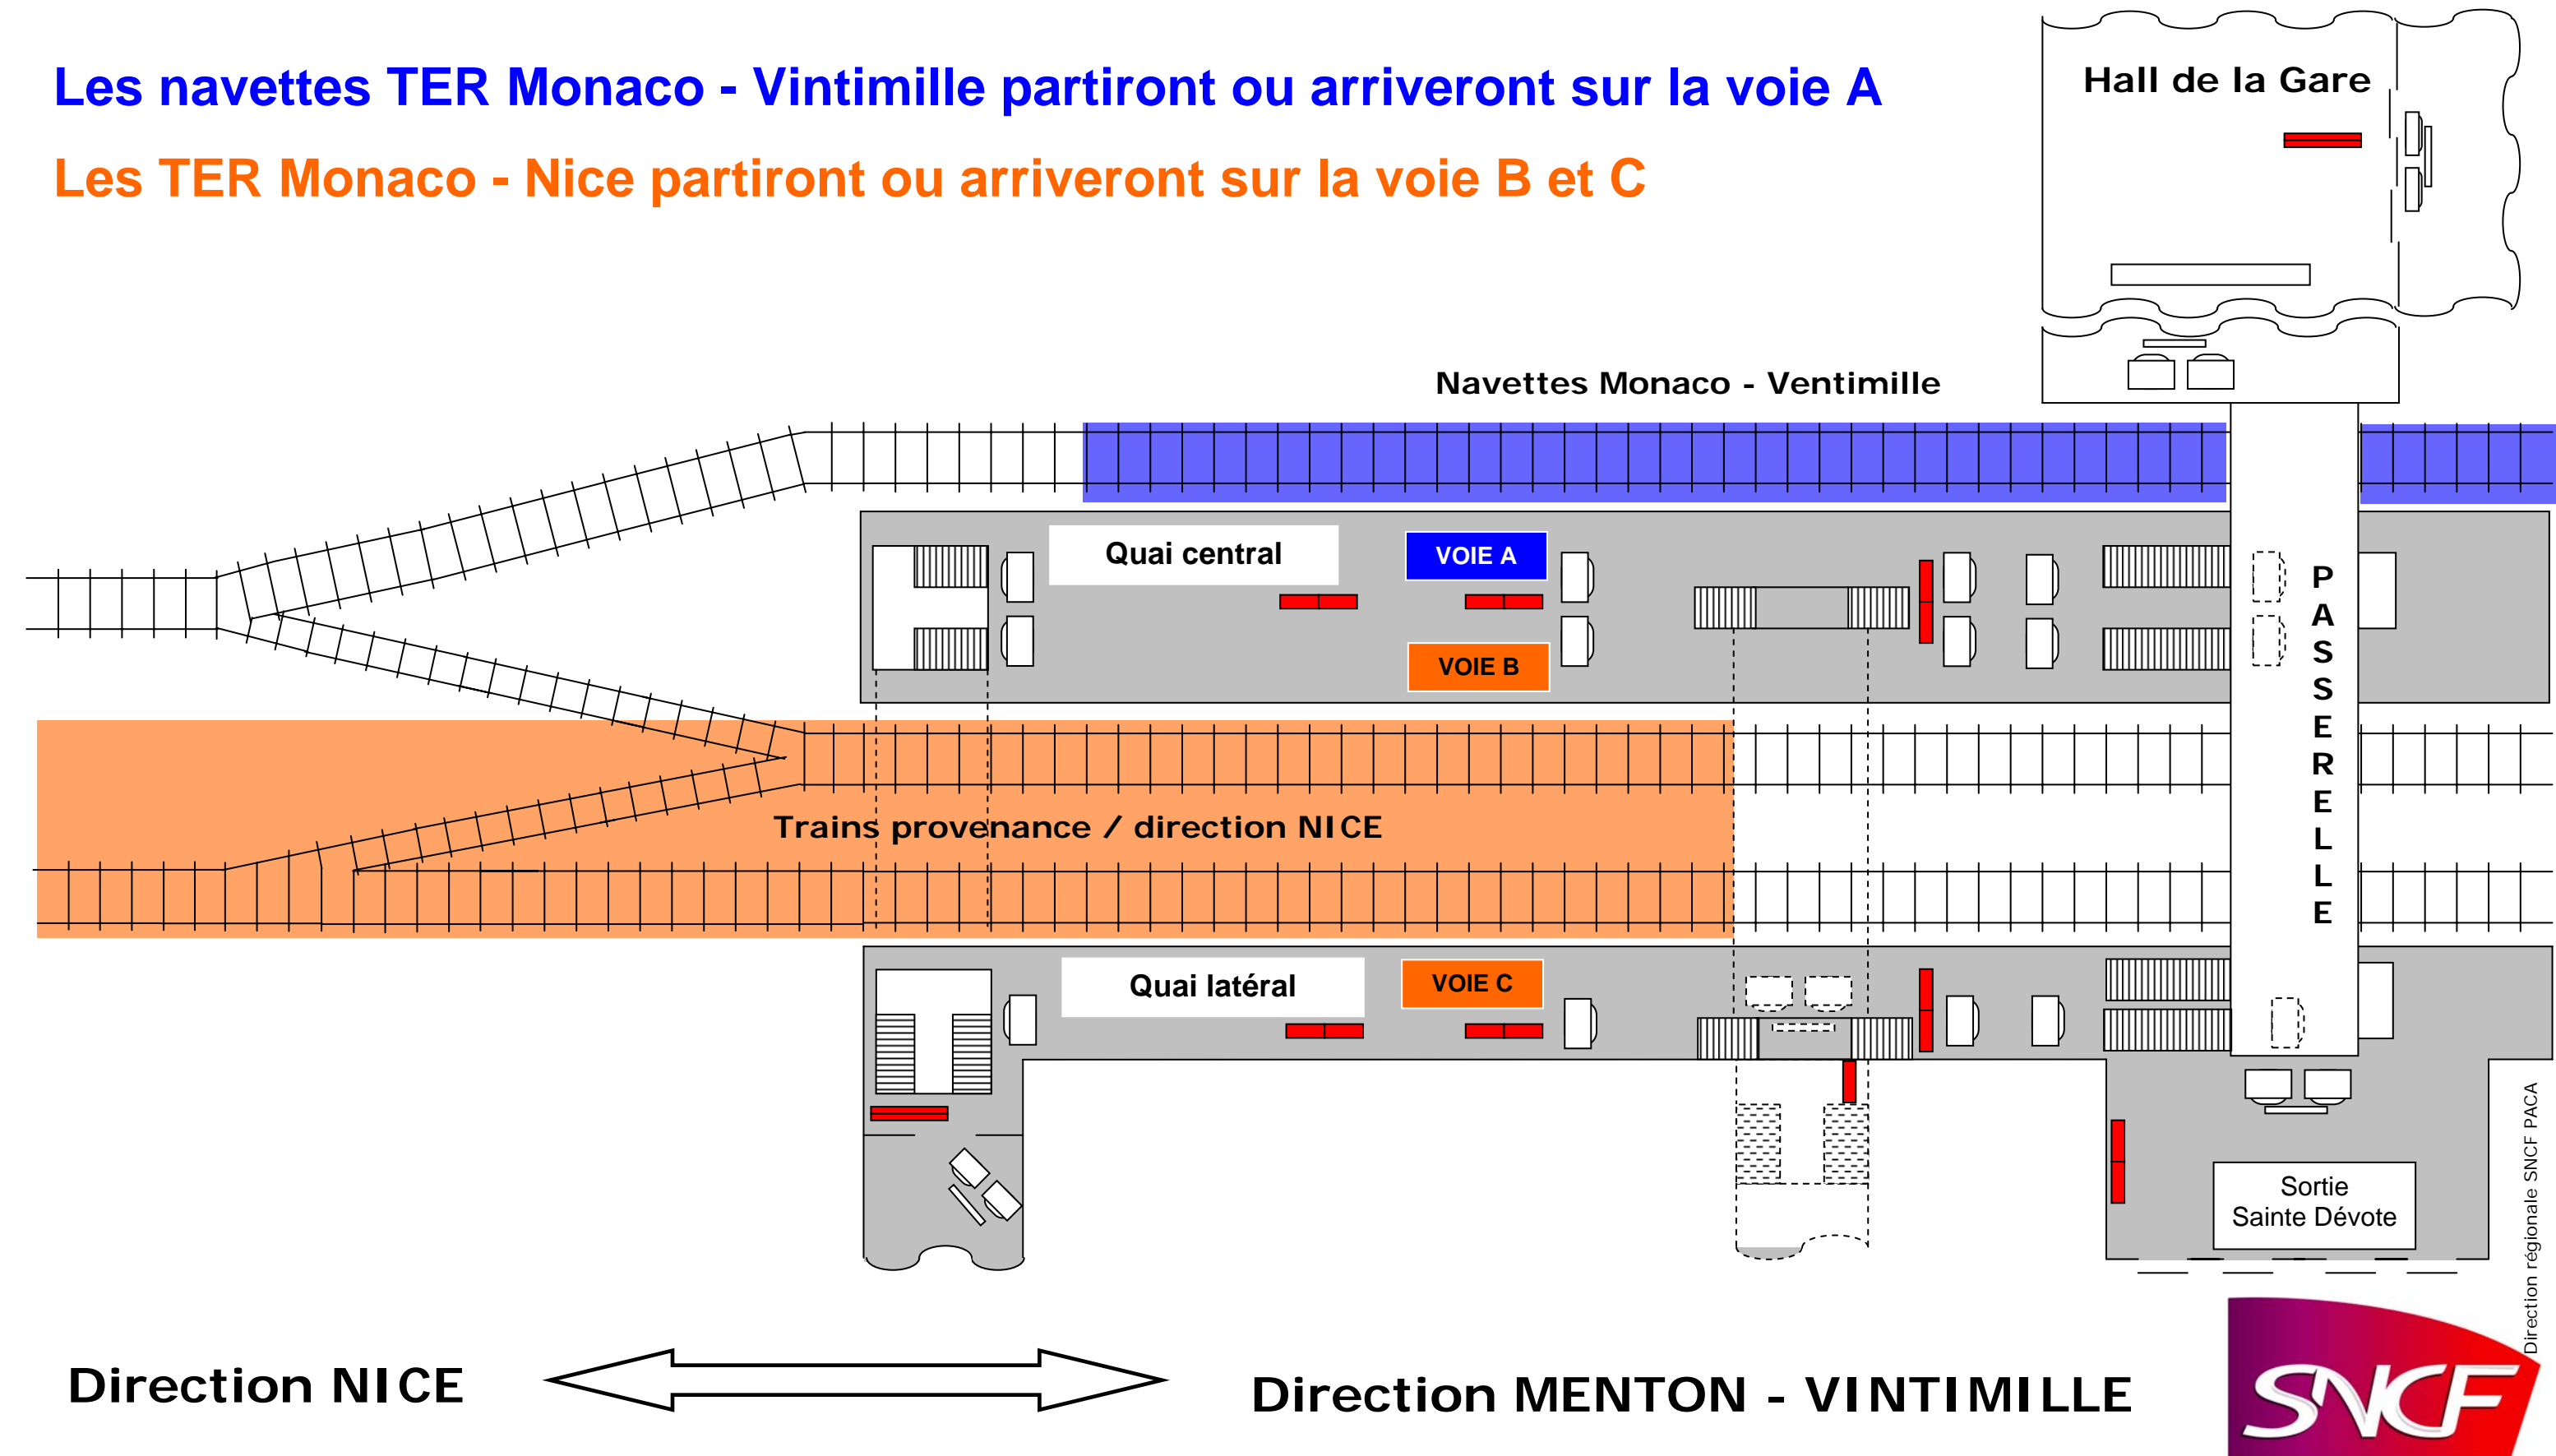 Les navettes TER Monaco - Vintimille partiront ou arriveront sur la voie A
Les TER Monaco - Nice partiront ou arriveront sur la voie B et C
Hall de la Gare
Navettes Monaco - Ventimille
Quai central
VOIE A
VOIE B
PASSERELLE
Trains provenance / direction NICE
Quai latéral
VOIE C
Sortie
Sainte Dévote
Direction régionale SNCF PACA
Direction NICE
Direction MENTON - VINTIMILLE
SNCF